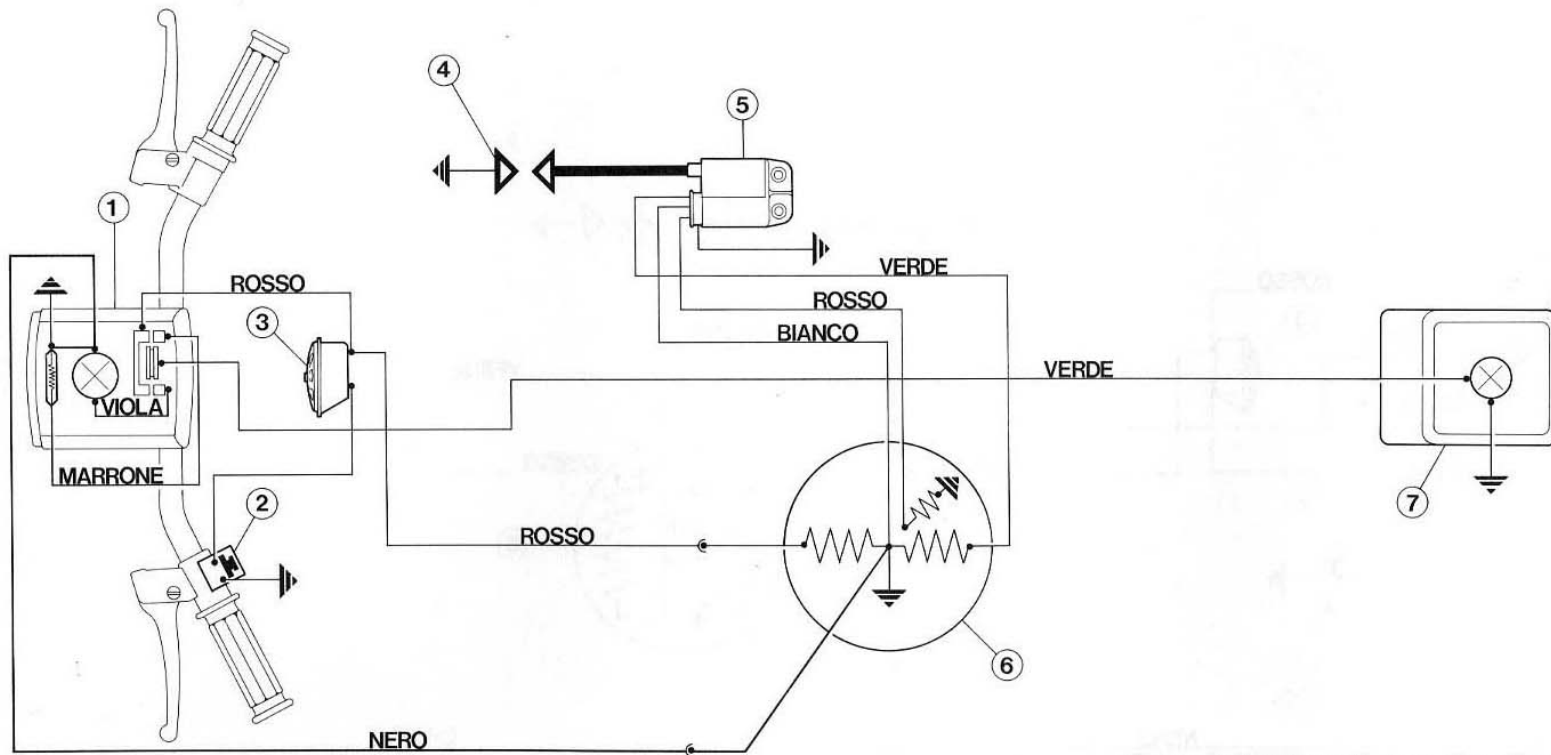 4
5
1
VERDE
ROSSO
ROSSO
3
BIANCO
VERDE
VIOLA
MARRONE
7
2
ROSSO
6
NERO